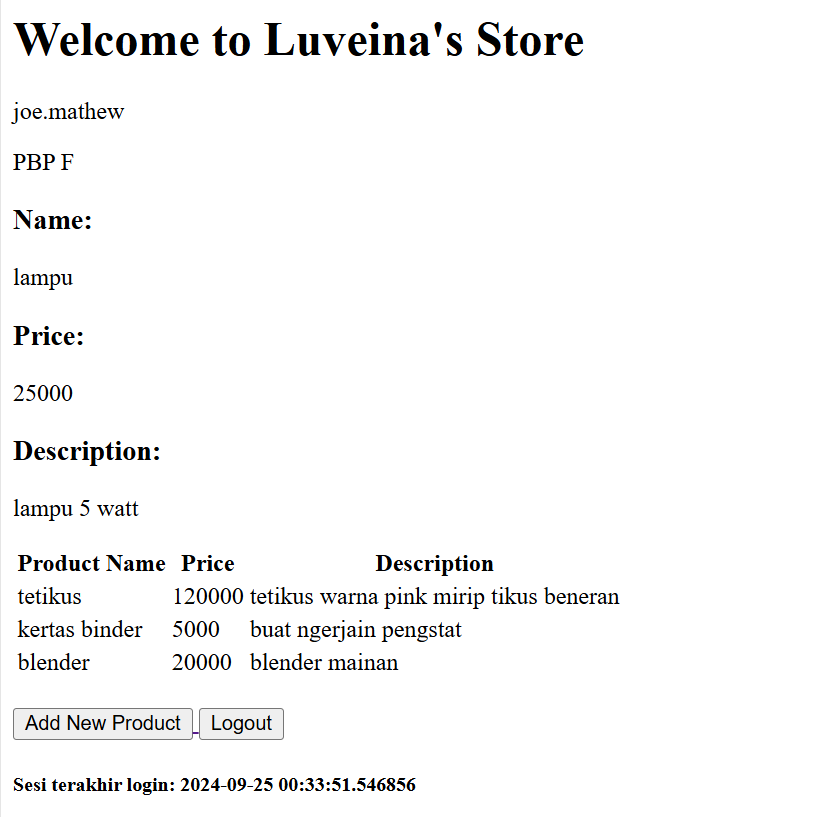 Welcome to Luveina's Store
joe.mathew
PBP F
Name:
lampu
Price:
25000
Description:
lampu 5 watt
Product Name Price Description
tetikus 120000 tetikus warna pink mirip tikus beneran
kertas binder 5000 buat ngerjain pengstat
blender 20000 blender mainan
Add New Product Logout
Sesi terakhir login: 2024-09-25 00:33:51.546856